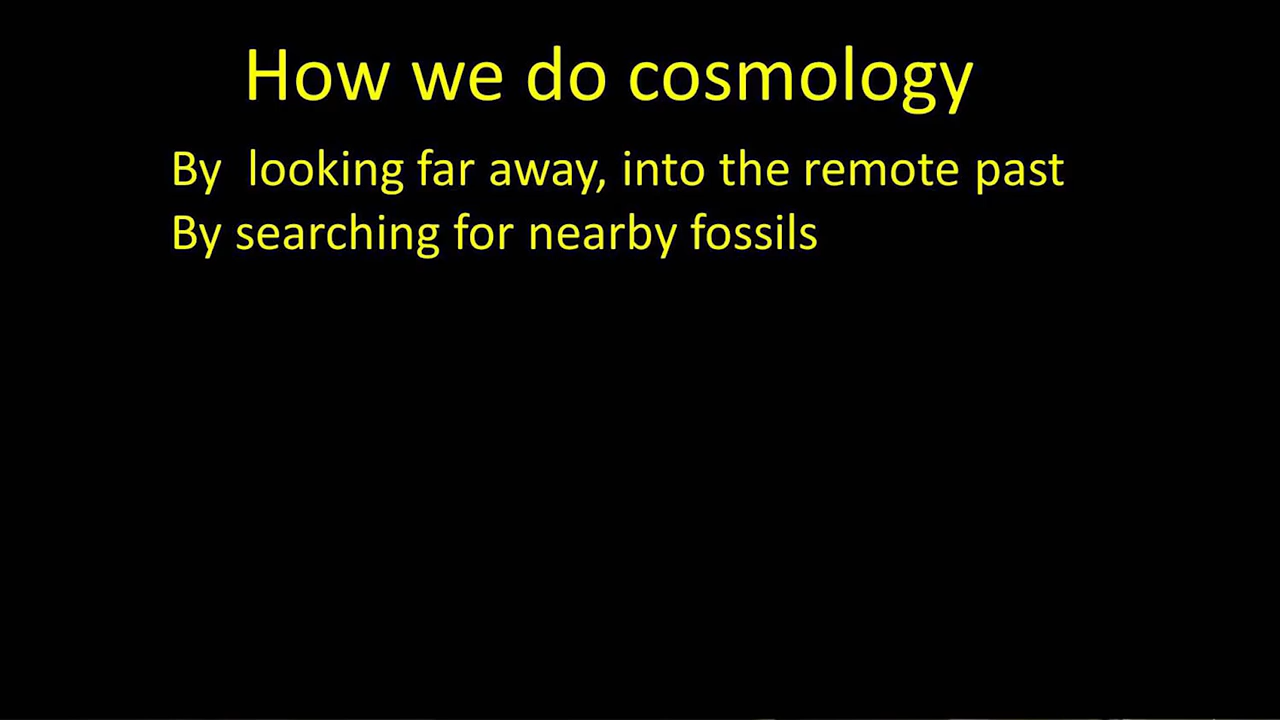 How we do cosmology
By  looking far away, into the remote past
By searching for nearby fossils